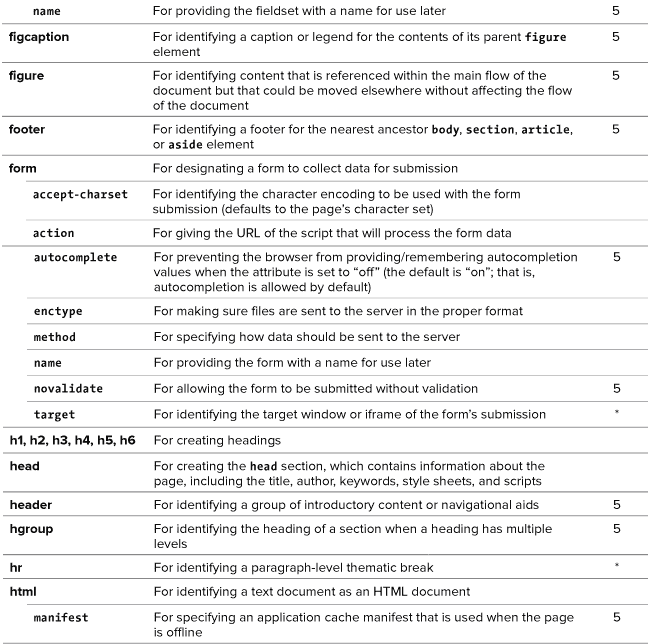 name For providing the fieldset with a name for use later 5
figcaption For identifying a caption or legend for the contents of its parent figure 5
element
figure For identifying content that is referenced within the main flow of the 5
document but that could be moved elsewhere without affecting the flow
of the document
footer For identifying a footer for the nearest ancestor body, section, article, 5
or aside element
form For designating a form to collect data for submission
accept-charset For identifying the character encoding to be used with the form
submission (defaults to the page's character set)
action For giving the URL of the script that will process the form data
autocomplete For preventing the browser from providing/remembering autocompletion 5
values when the attribute is set to “off” (the default is “on”; that is,
autocompletion is allowed by default)
enctype For making sure files are sent to the server in the proper format
method For specifying how data should be sent to the server
name For providing the form with a name for use later
novalidate For allowing the form to be submitted without validation 5
target For identifying the target window or iframe of the form's submission *
h1, h2, h3, h4, h5, h6 For creating headings
head For creating the head section, which contains information about the
page, including the title, author, keywords, style sheets, and scripts
header For identifying a group of introductory content or navigational aids 5
hgroup For identifying the heading of a section when a heading has multiple 5
levels
hr For identifying a paragraph-level thematic break *
html For identifying a text document as an HTML document
manifest For specifying an application cache manifest that is used when the page 5
is offline